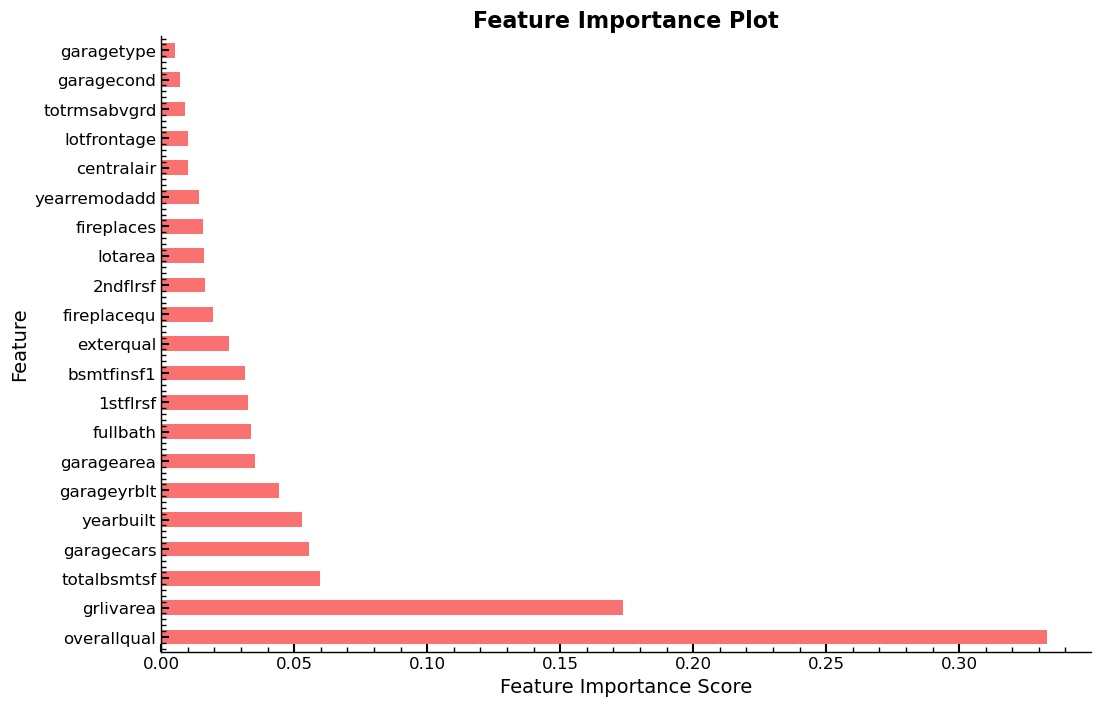 Feature Importance Plot
garagetype
garagecond
totrmsabvgrd
lotfrontage
centralair
yearremodadd
fireplaces
lotarea
2ndflrsf
fireplacequ
exterqual
bsmtfinsf1
1stflrsf
fullbath
garagearea
garageyrblt
yearbuilt
garagecars
totalbsmtsf
grlivarea
overallqual
Feature
0.00 0.05 0.10 0.15 0.20 0.25 0.30
Feature Importance Score